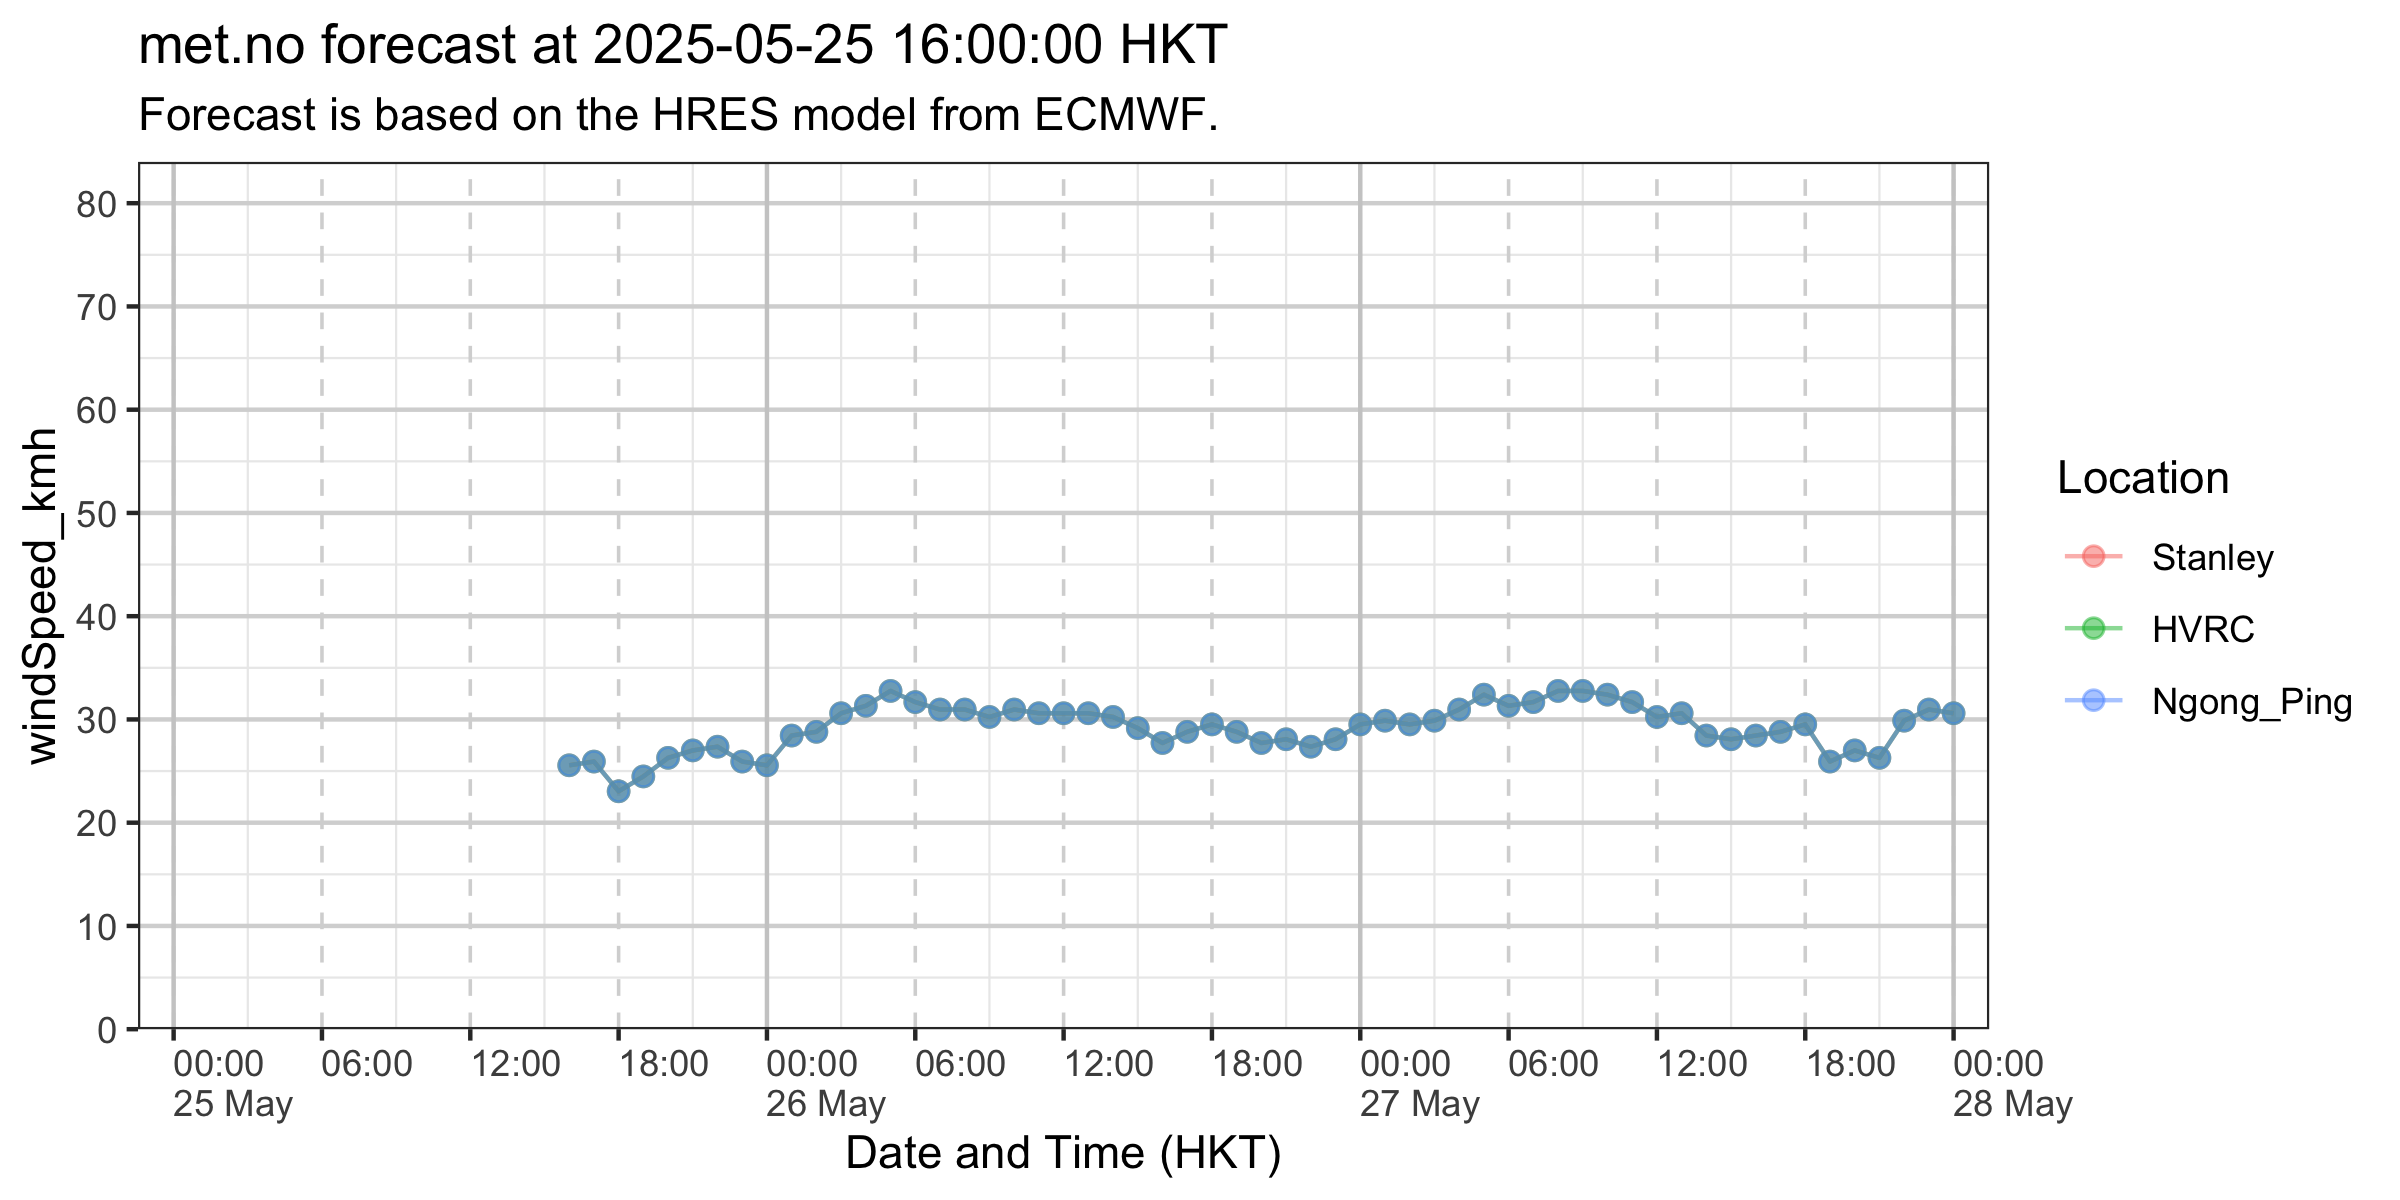 met.no forecast at 2025-05-25 16:00:00 HKT
Forecast is based on the HRES model from ECMWF.
windSpeed_kmh
80
70
60
50
40
30
20
10
0
00:00 06:00 12:00 18:00 00:00 06:00 12:00 18:00 00:00 06:00 12:00 18:00 00:00
25 May 26 May 27 May 28 May
Date and Time (HKT)
Location
Stanley
HVRC
Ngong_Ping